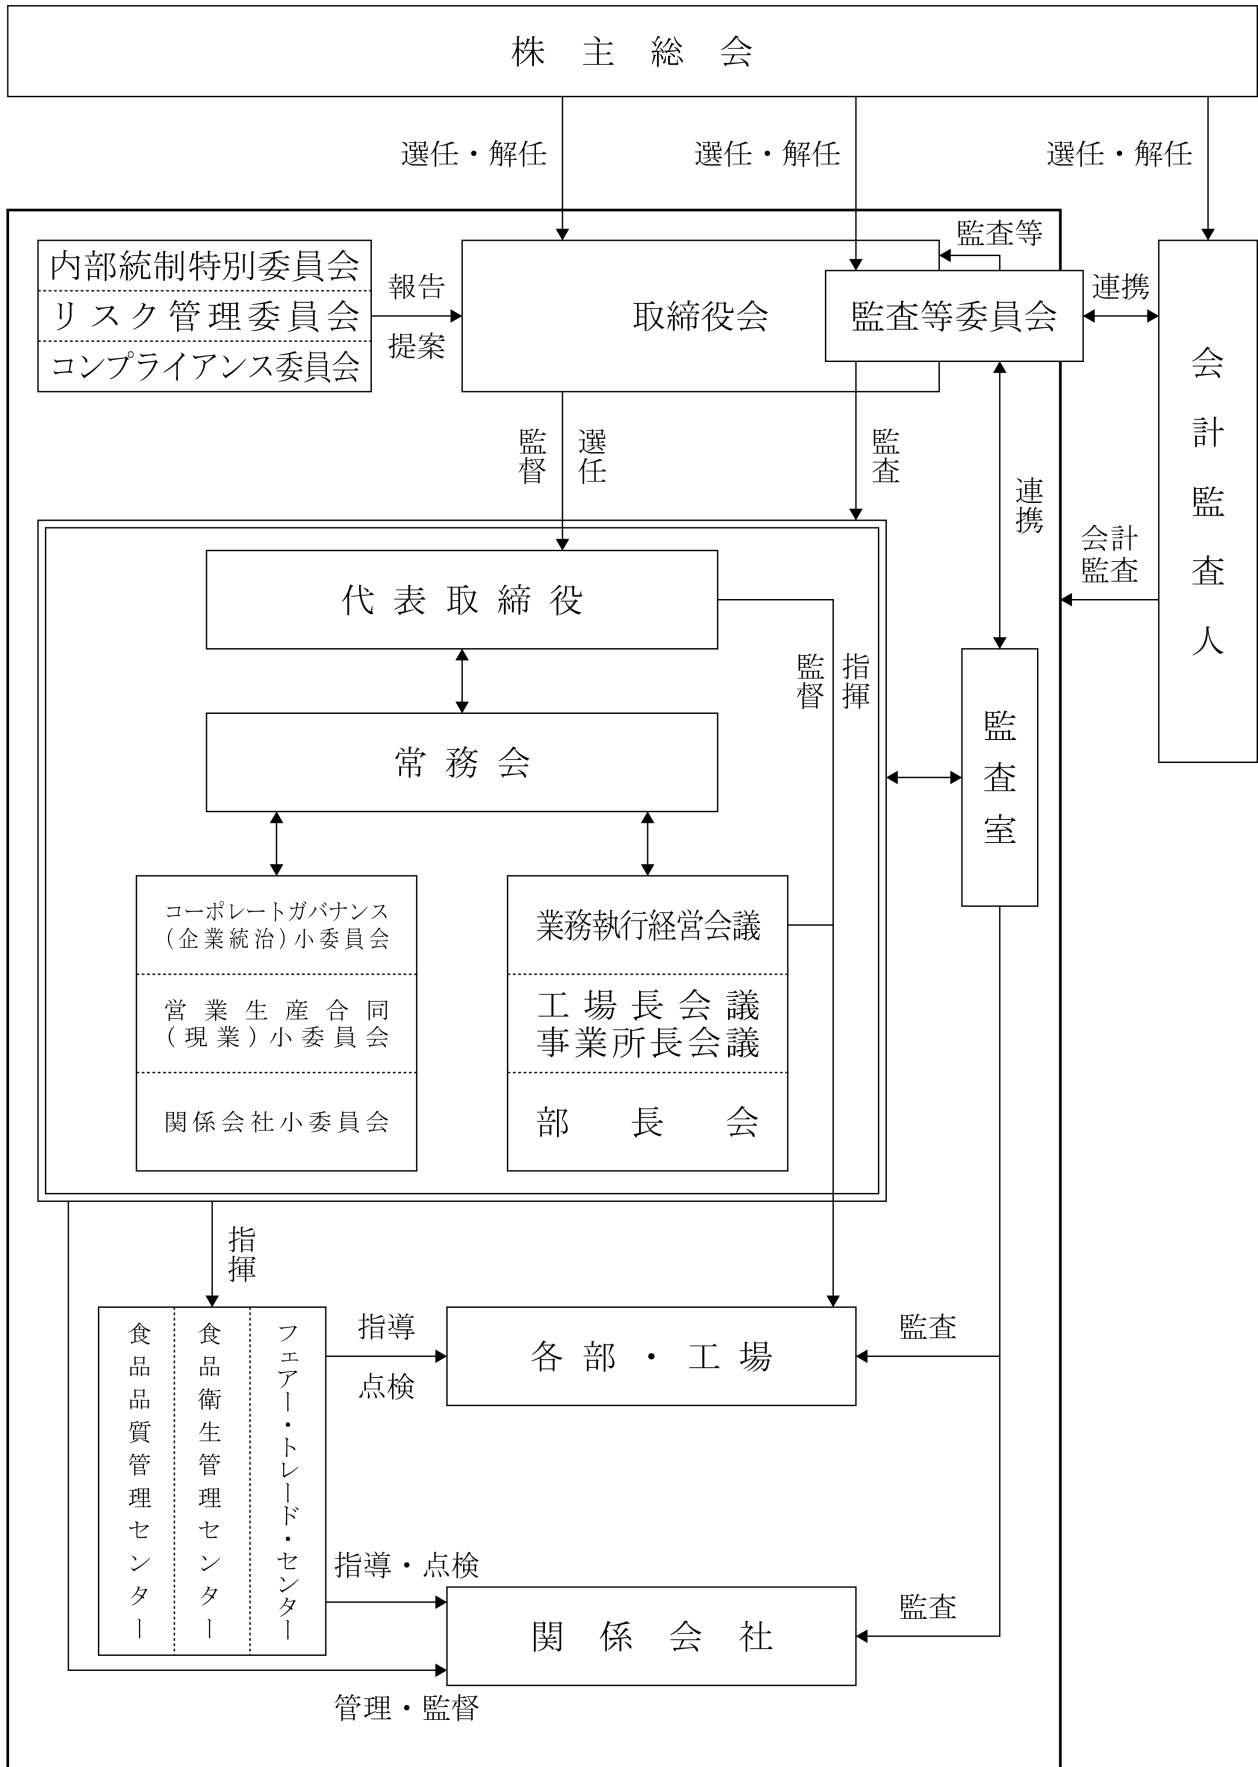 株主総会
選任・解任
選任・解任
選任・解任
監査等
内部統制特別委員会
リスク管理委員会
コンプライアンス委員会
報告
提案
取締役会
監査等委員会
連携
会計監査人
監督
選任
監査
連携
会計
監査
代表取締役
監督
指揮
常務会
監査室
コーポレートガバナンス
(企業統治)小委員会
営業生産合同
(現業)小委員会
関係会社小委員会
業務執行経営会議
工場長会議
事業所長会議
部長会
指揮
食品品質管理センター
食品衛生管理センター
フェアー・トレード・センター
指導
点検
各部・工場
監査
指導・点検
関係会社
監査
管理・監督